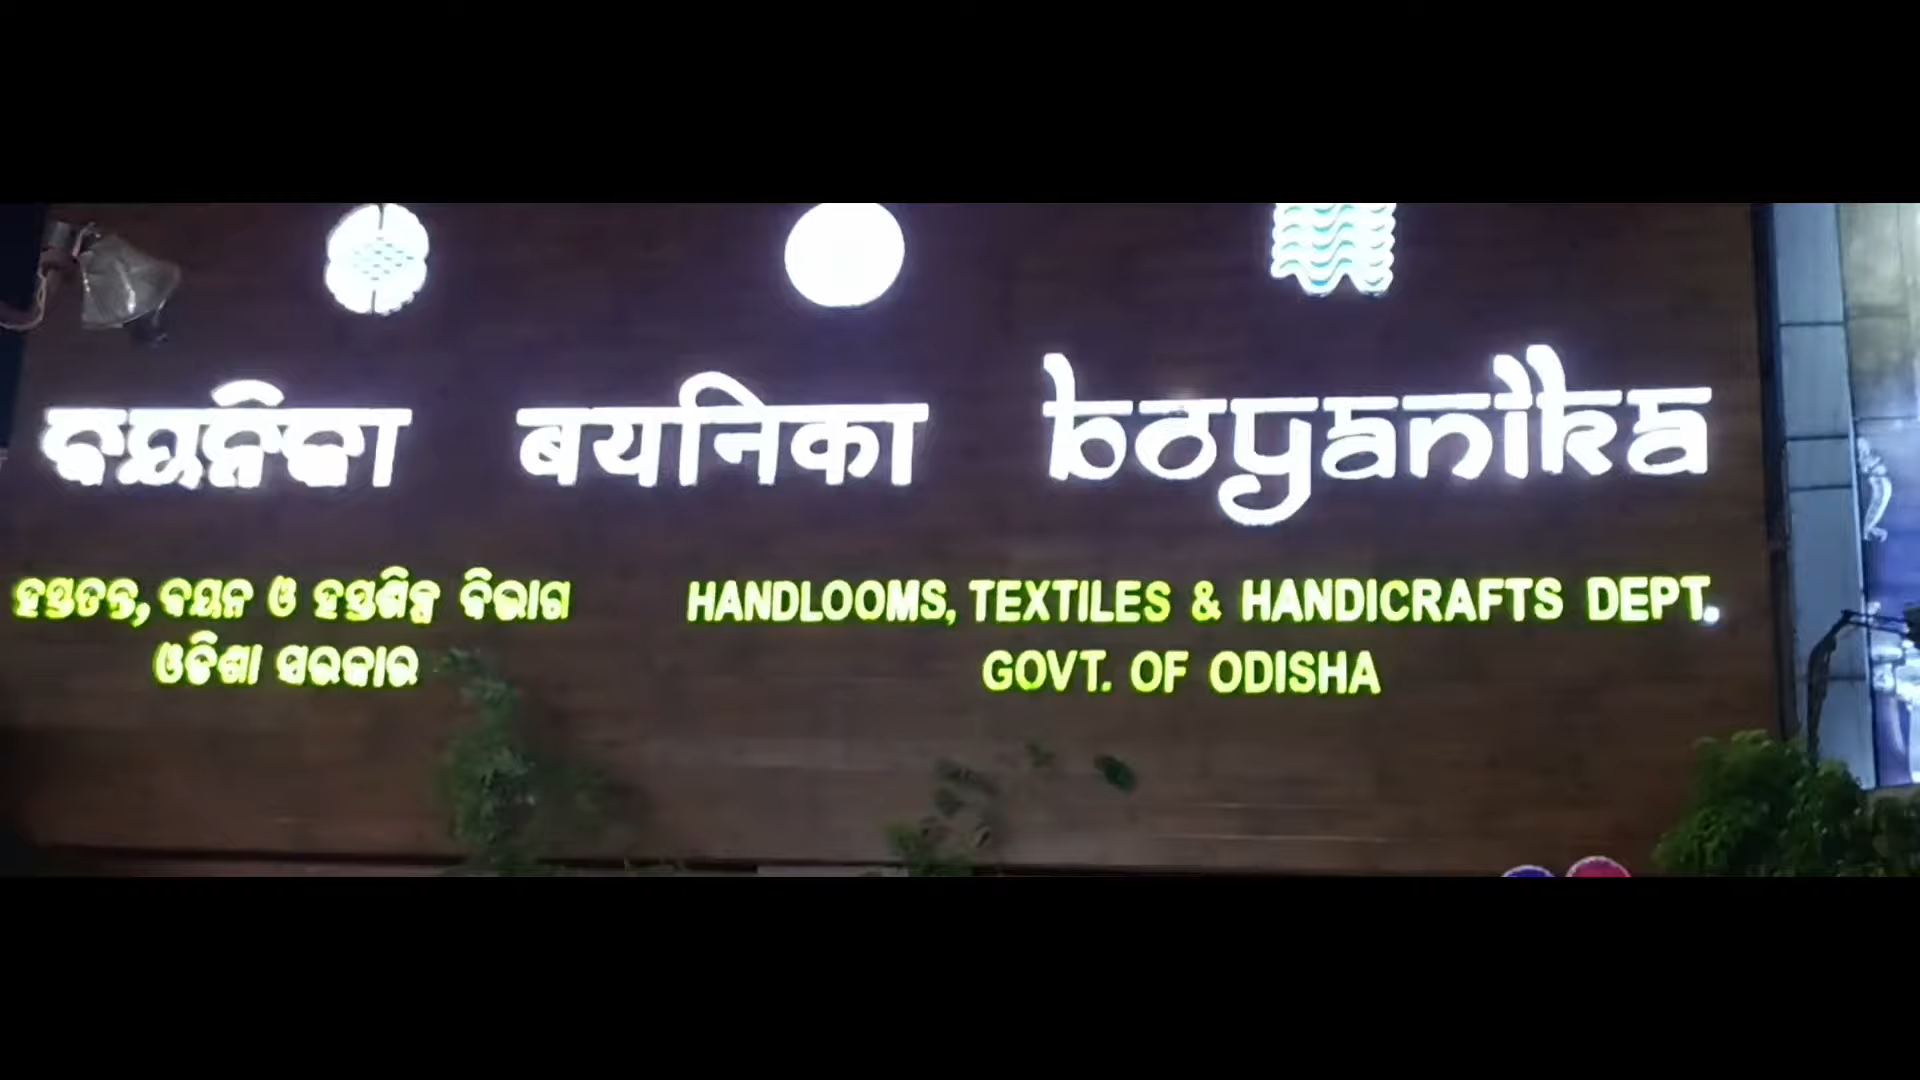 ବୟନିକା बयनिका boyanika
ହସ୍ତତନ୍ତ, ବୟନ ଓ ହସ୍ତଶିଳ୍ପ ବିଭାଗ
ଓଡିଶା ସରକାର
HANDLOOMS, TEXTILES & HANDICRAFTS DEPT.
GOVT. OF ODISHA